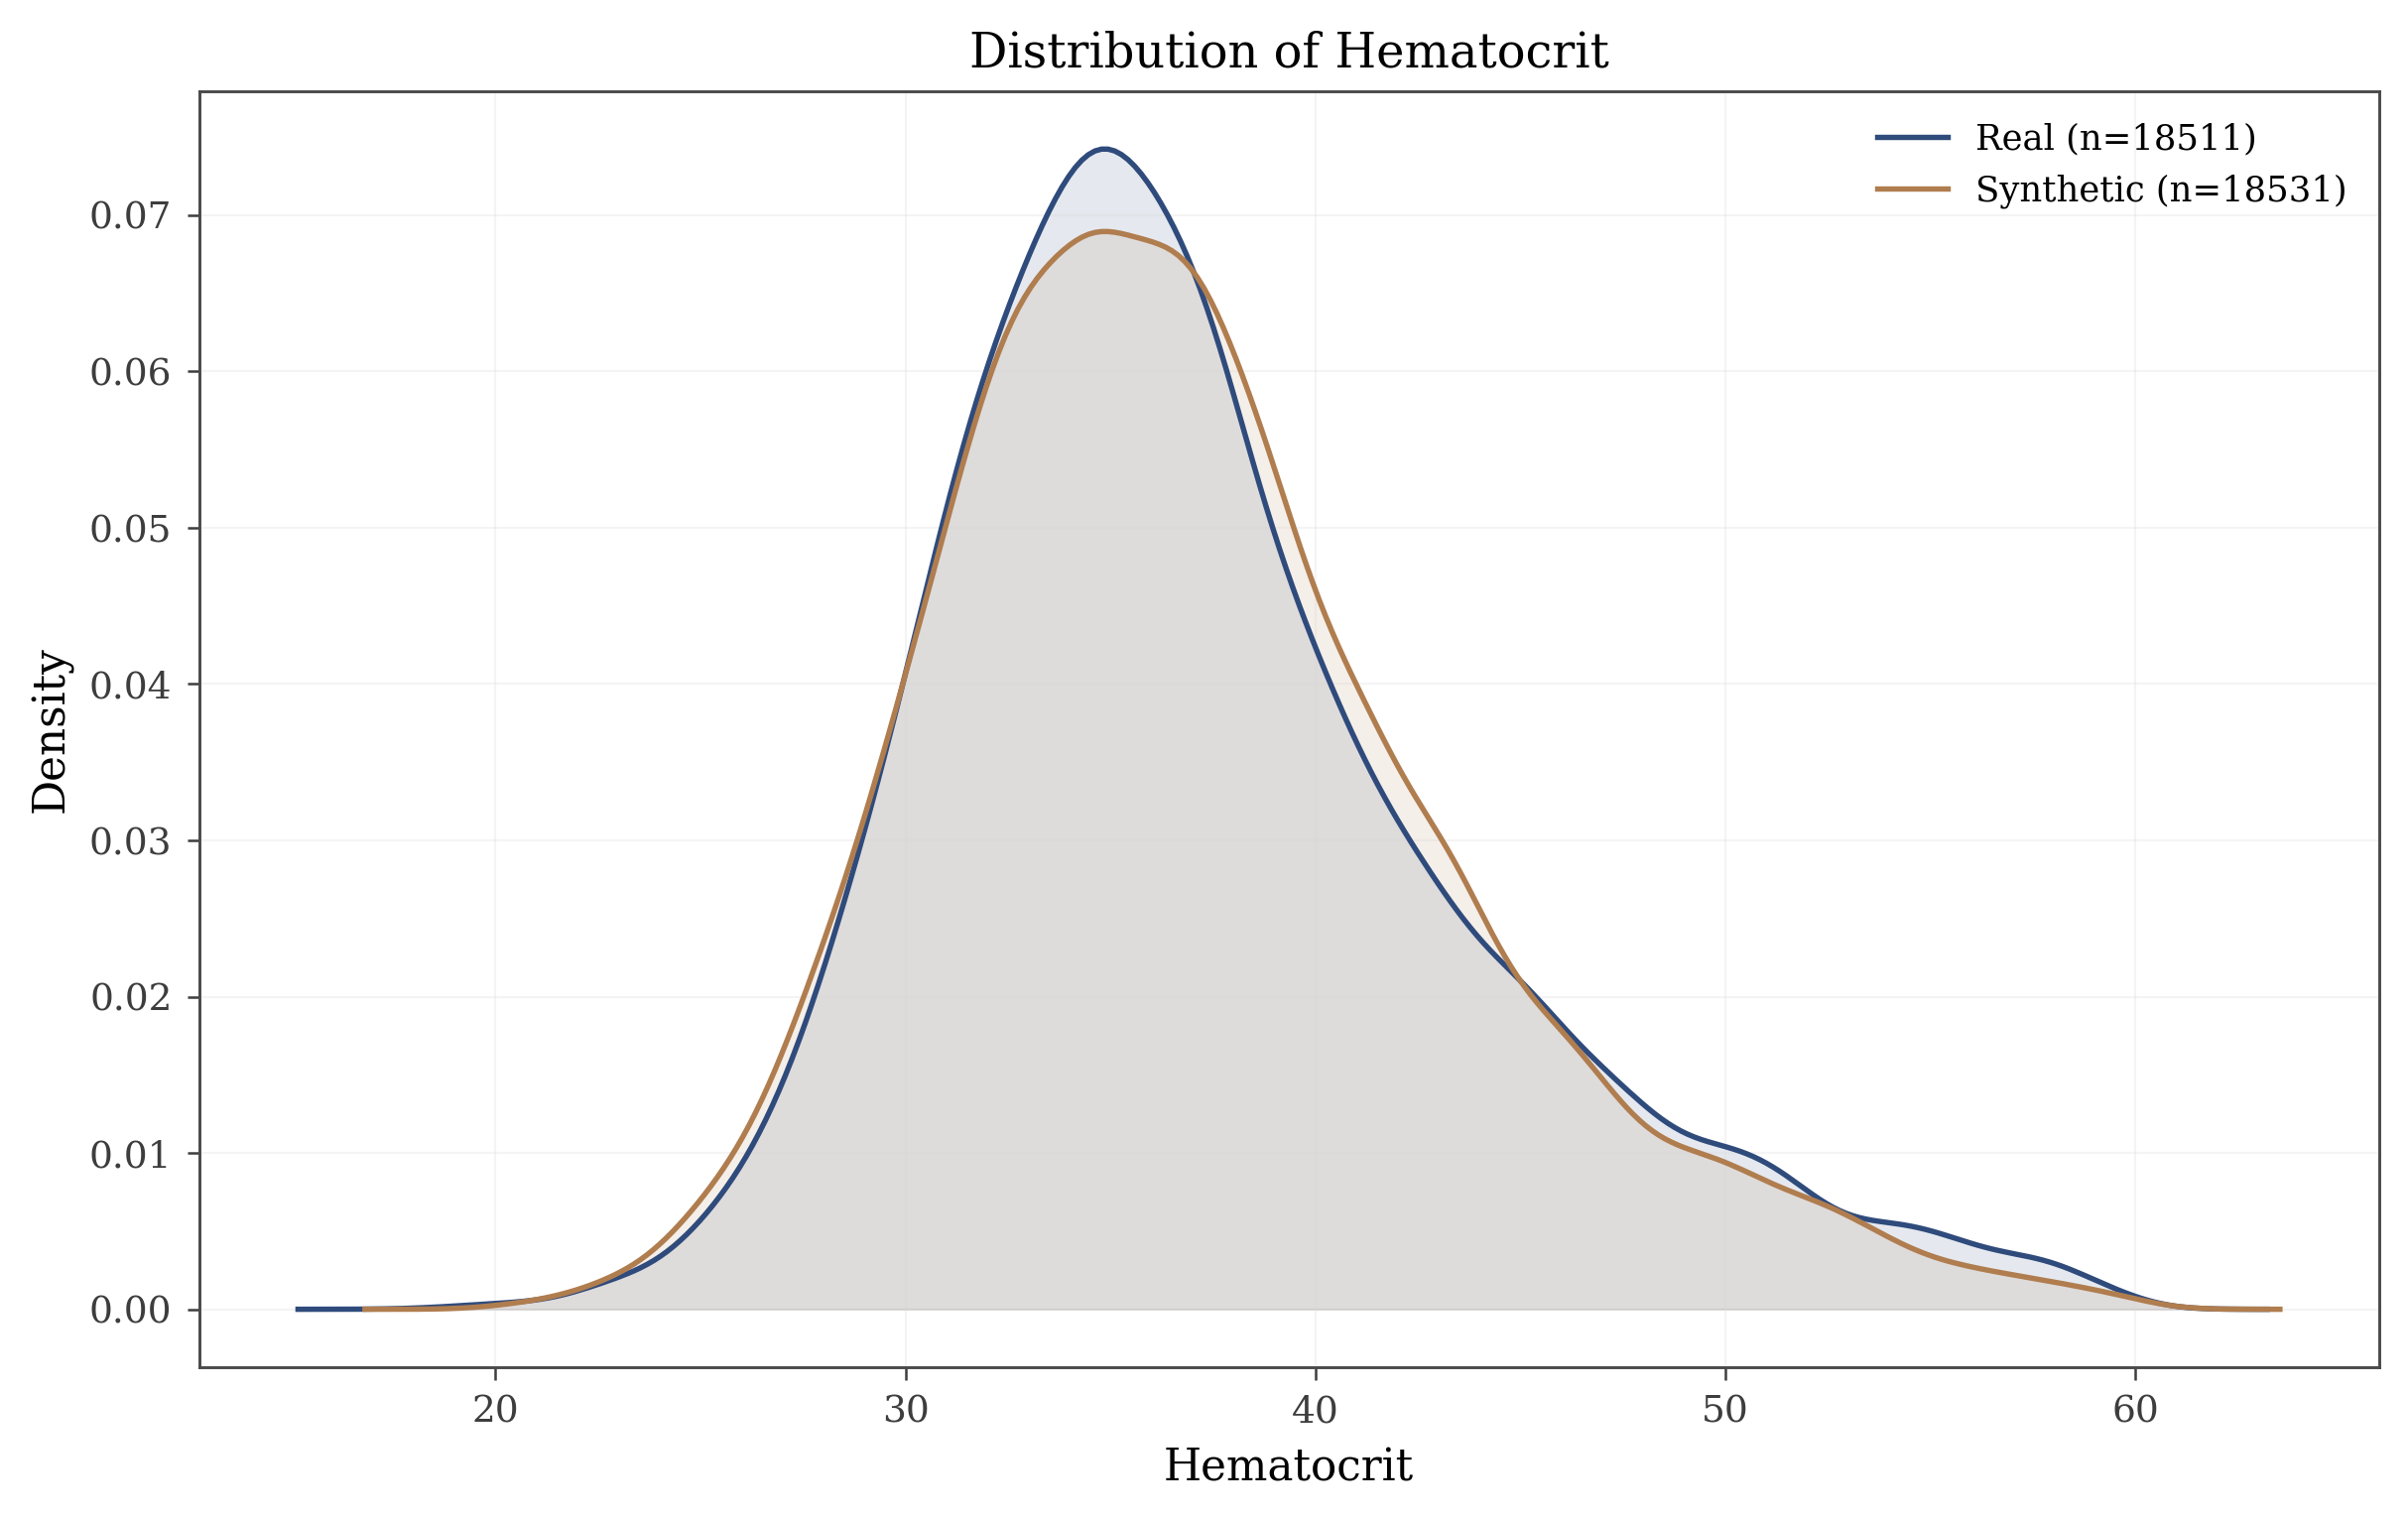 Distribution of Hematocrit
Real (n=18511)
Synthetic (n=18531)
Density
0.07
0.06
0.05
0.04
0.03
0.02
0.01
0.00
20 30 40 50 60
Hematocrit